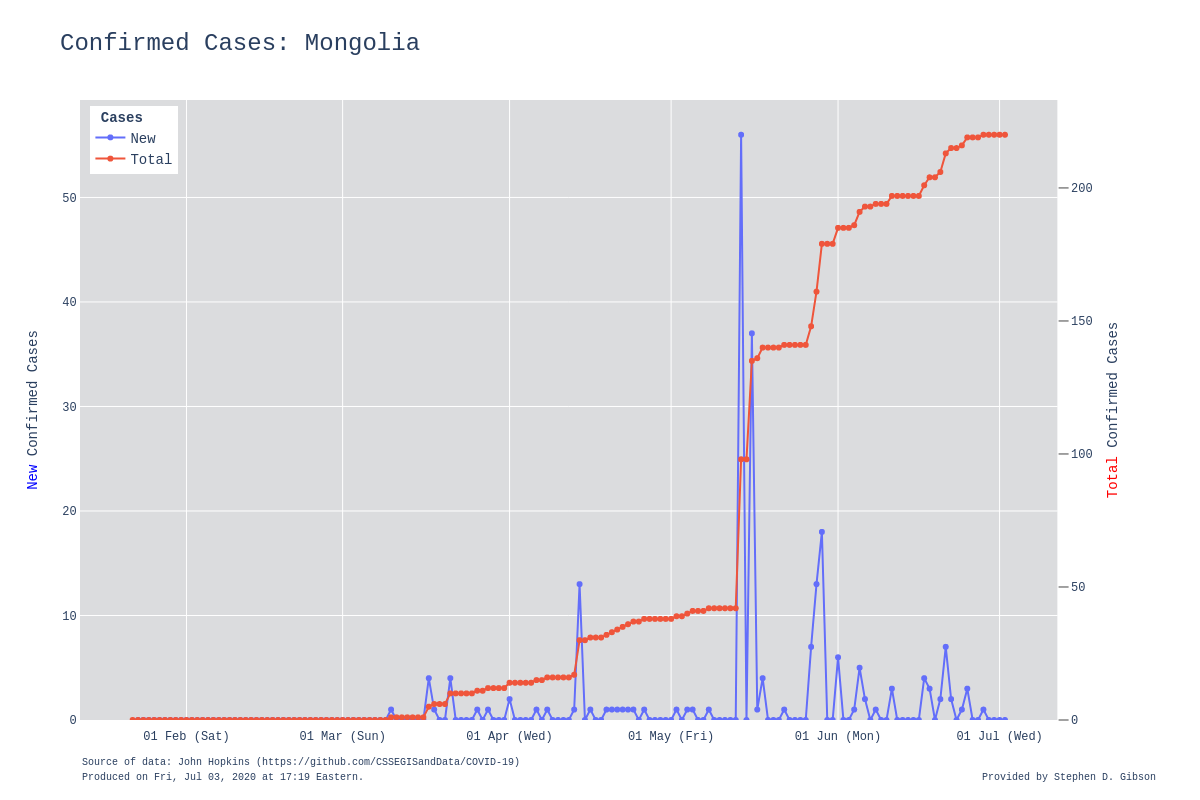 Confirmed Cases: Mongolia
Cases
New
Total
50
40
30
20
10
0
200
150
100
50
0
New Confirmed Cases
Total Confirmed Cases
01 Feb (Sat)
01 Mar (Sun)
01 Apr (Wed)
01 May (Fri)
01 Jun (Mon)
01 Jul (Wed)
Source of data: John Hopkins (https://github.com/CSSEGISandData/COVID-19)
Produced on Fri, Jul 03, 2020 at 17:19 Eastern.
Provided by Stephen D. Gibson